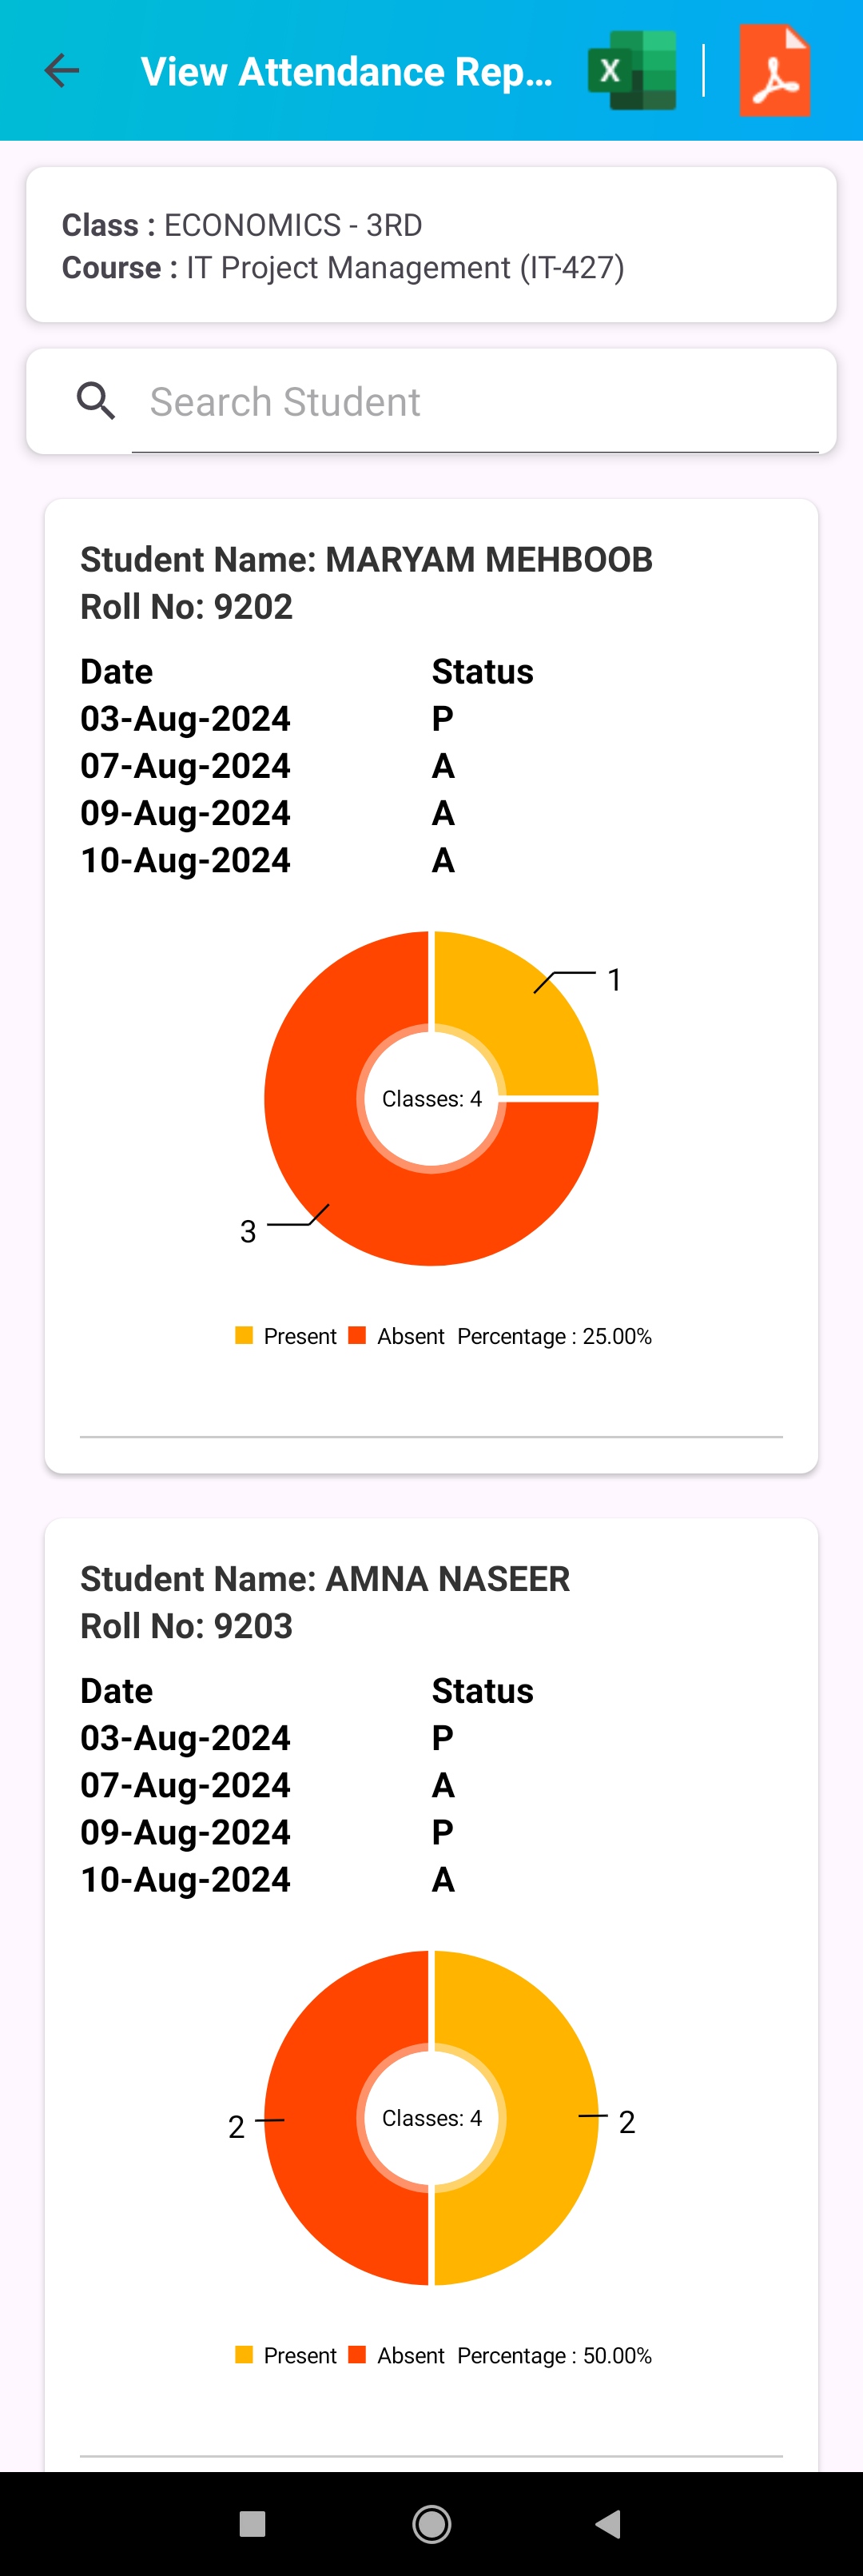 View Attendance Rep...
X
Class : ECONOMICS - 3RD
Course : IT Project Management (IT-427)
Search Student
Student Name: MARYAM MEHBOOB
Roll No: 9202
Date Status
03-Aug-2024 P
07-Aug-2024 A
09-Aug-2024 A
10-Aug-2024 A
1
Classes: 4
3
Present Absent Percentage : 25.00%
Student Name: AMNA NASEER
Roll No: 9203
Date Status
03-Aug-2024 P
07-Aug-2024 A
09-Aug-2024 P
10-Aug-2024 A
2 Classes: 4 2
Present Absent Percentage : 50.00%